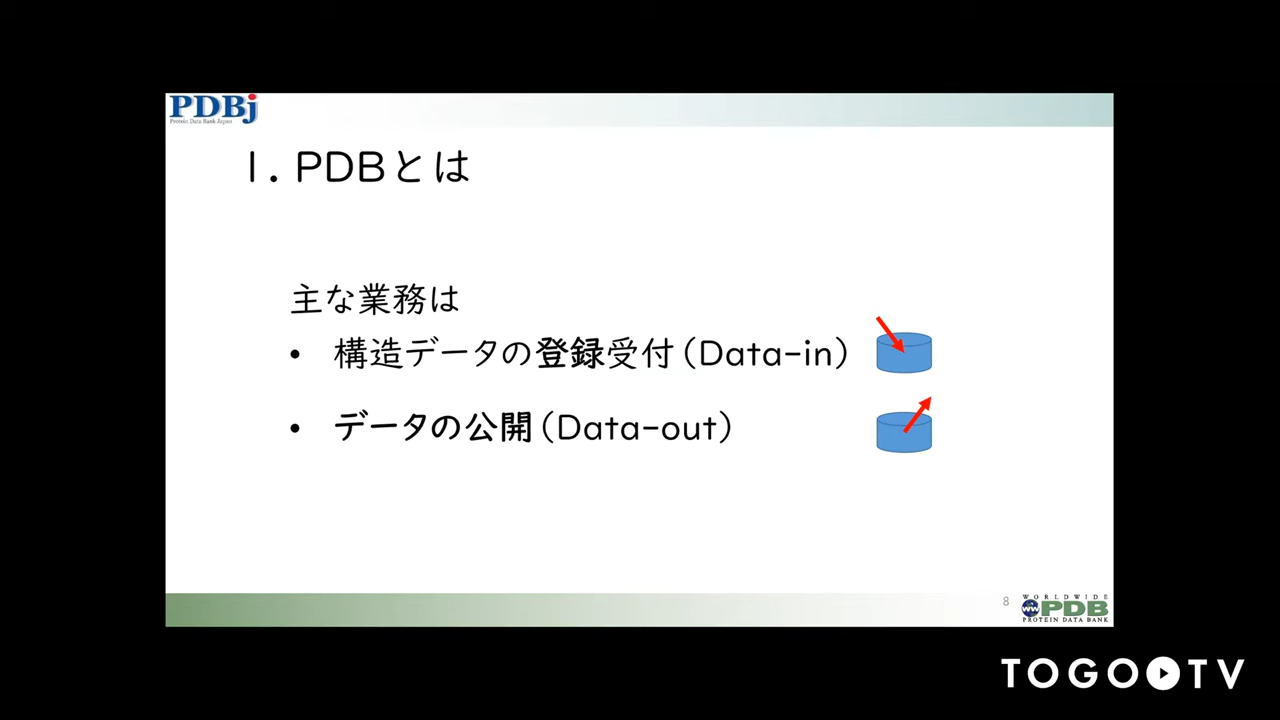 PDBj
Protein Data Bank Japan
1. PDBとは
主な業務は
• 構造データの登録受付（Data-in）
• データの公開（Data-out）
8
WORLDWIDE
PDB
PROTEIN DATA BANK
TOGO TV